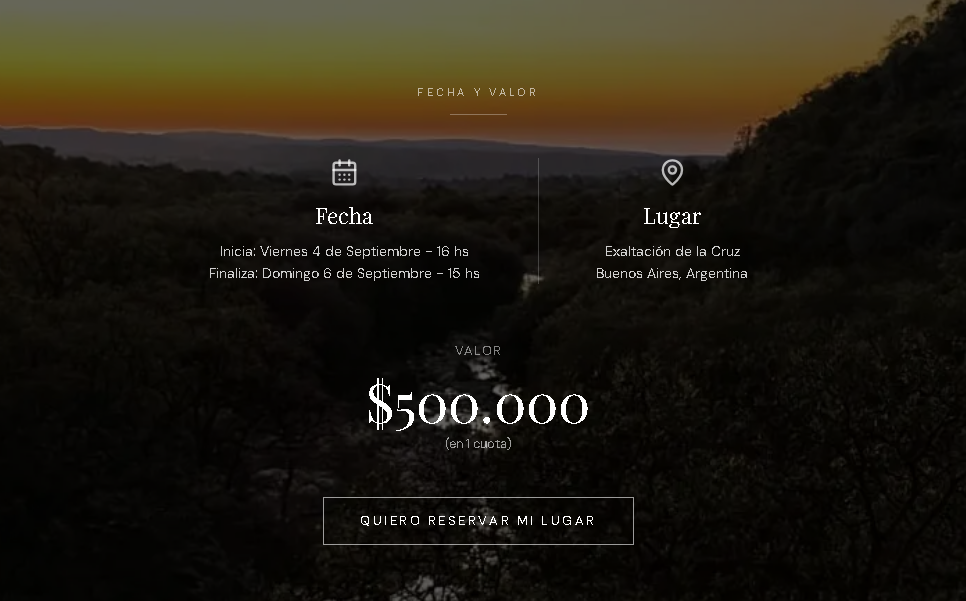 FECHA Y VALOR
Fecha
Inicia: Viernes 4 de Septiembre - 16 hs
Finaliza: Domingo 6 de Septiembre - 15 hs
Lugar
Exaltación de la Cruz
Buenos Aires, Argentina
VALOR
$500.000
(en 1 cuota)
QUIERO RESERVAR MI LUGAR